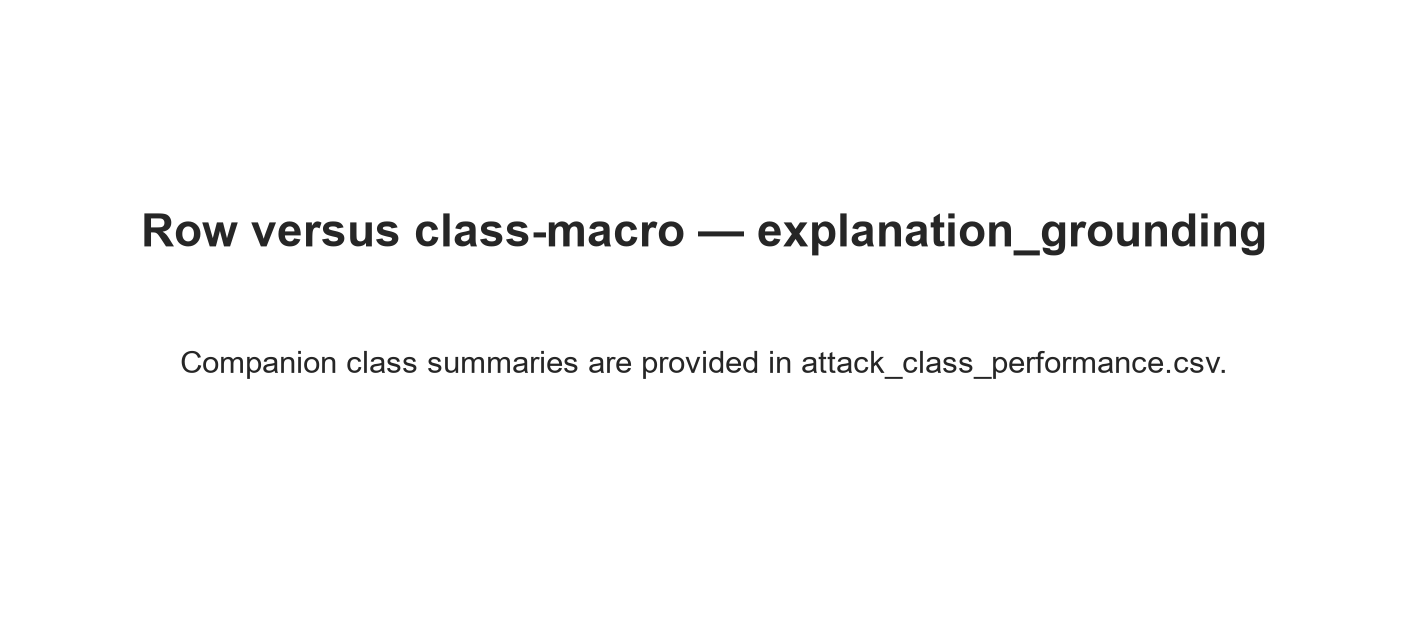 Row versus class-macro — explanation_grounding
Companion class summaries are provided in attack_class_performance.csv.